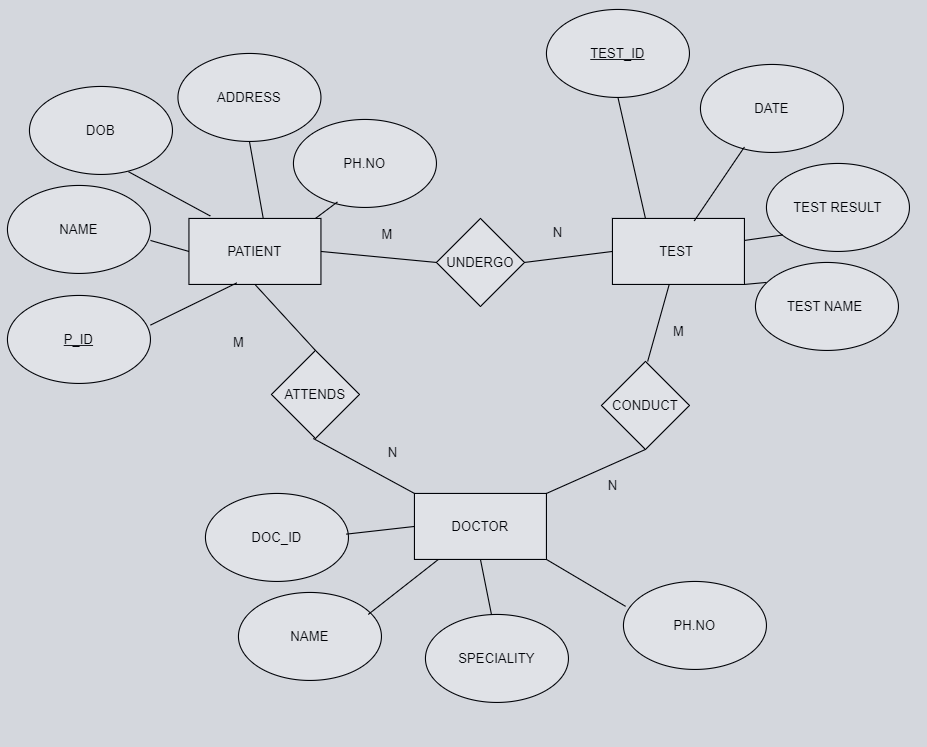 TEST_ID
ADDRESS
DATE
DOB
PH.NO
TEST RESULT
NAME
M
N
PATIENT
UNDERGO
TEST
TEST NAME
P_ID
M
M
ATTENDS
CONDUCT
N
N
DOCTOR
DOC_ID
NAME
SPECIALITY
PH.NO